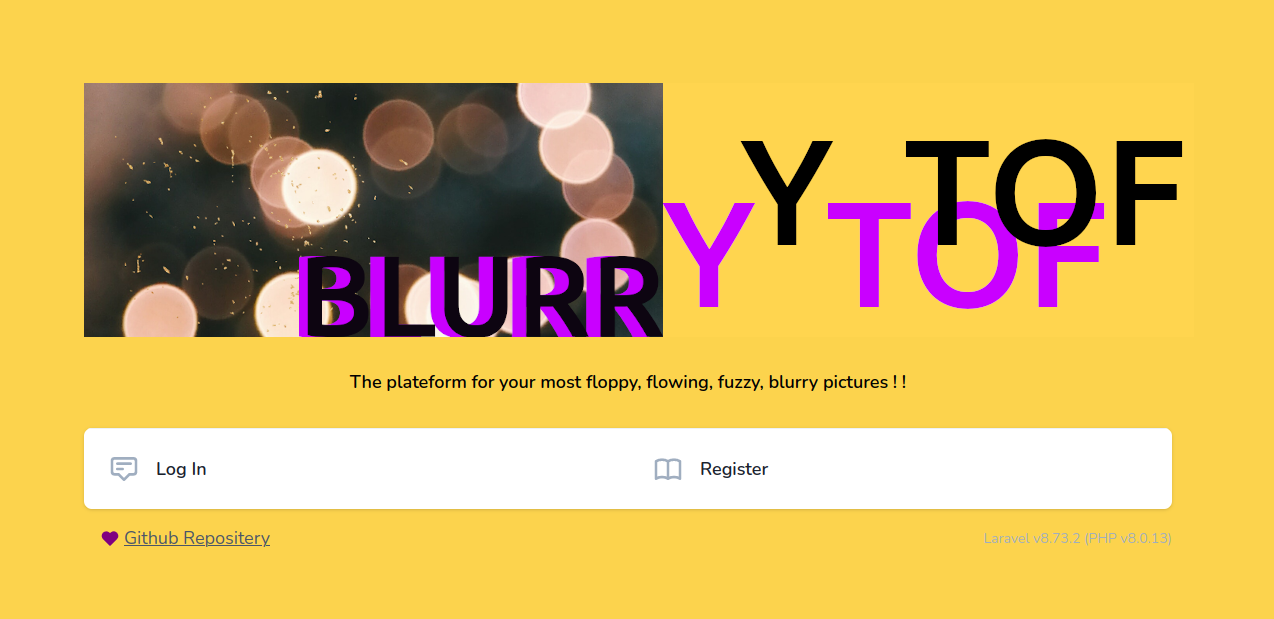 BLURRY TOF
The plateform for your most floppy, flowing, fuzzy, blurry pictures ! !
Log In
Register
Github Repositery
Laravel v8.73.2 (PHP v8.0.13)